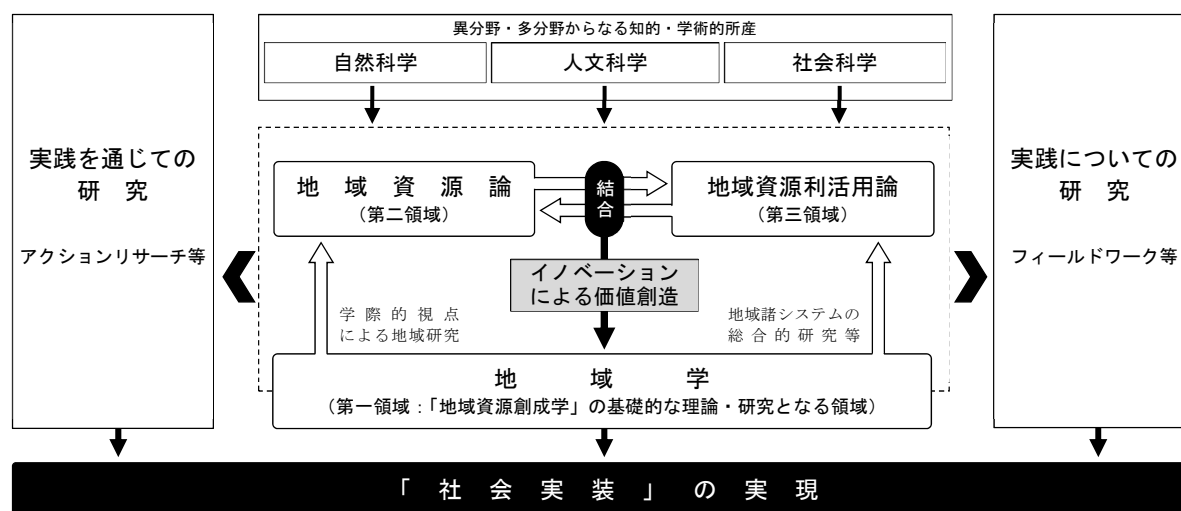 異分野・多分野からなる知的・学術的所産
自然科学
人文科学
社会科学
実践を通じての
研究
アクションリサーチ等
地域資源論
(第二領域)
結合
地域資源利活用論
(第三領域)
イノベーション
による価値創造
学際的視点
による地域研究
地域諸システムの
総合的研究等
地域学
(第一領域:「地域資源創成学」の基礎的な理論・研究となる領域)
実践についての
研究
フィールドワーク等
「社会実装」の実現